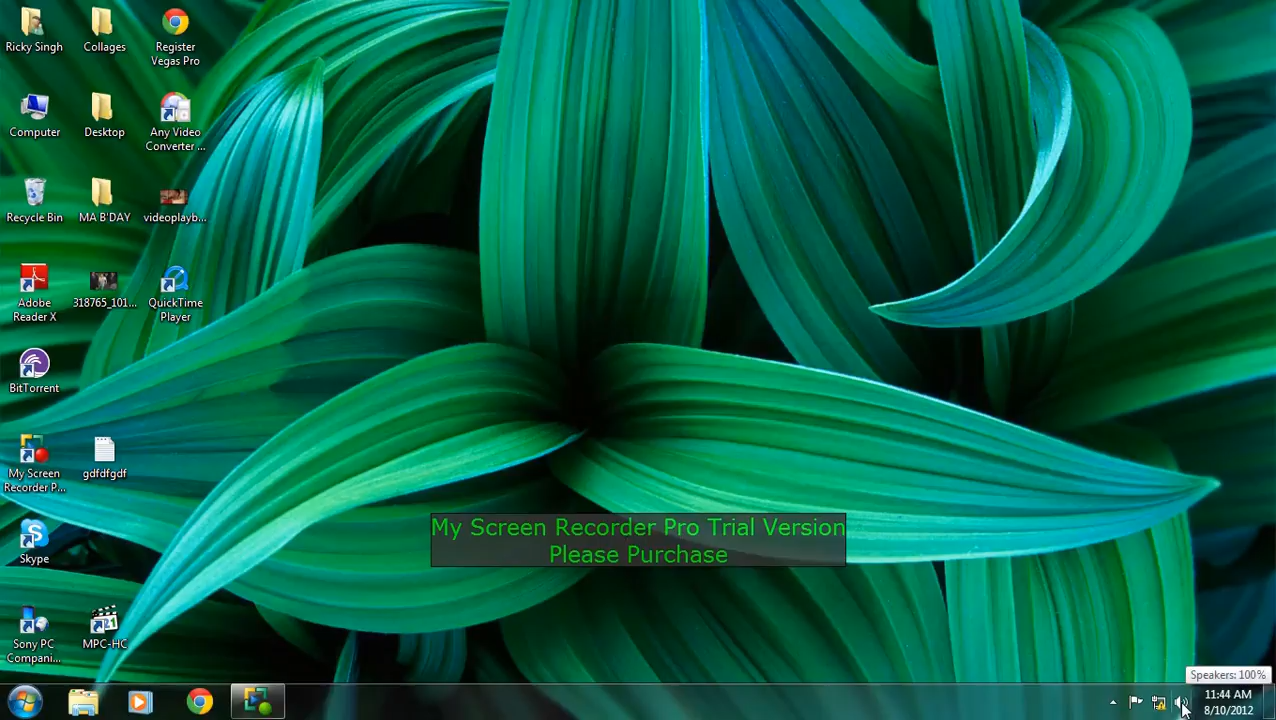 Ricky Singh
Collages
Register
Vegas Pro
Computer
Desktop
Any Video
Converter ...
Recycle Bin
MA B'DAY
videoplayb...
Adobe
Reader X
318765_101...
QuickTime
Player
BitTorrent
My Screen
Recorder P...
gdfdfgdf
Skype
My Screen Recorder Pro Trial Version
Please Purchase
Sony PC
Compani...
MPC-HC
Speakers: 100%
11:44 AM
8/10/2012